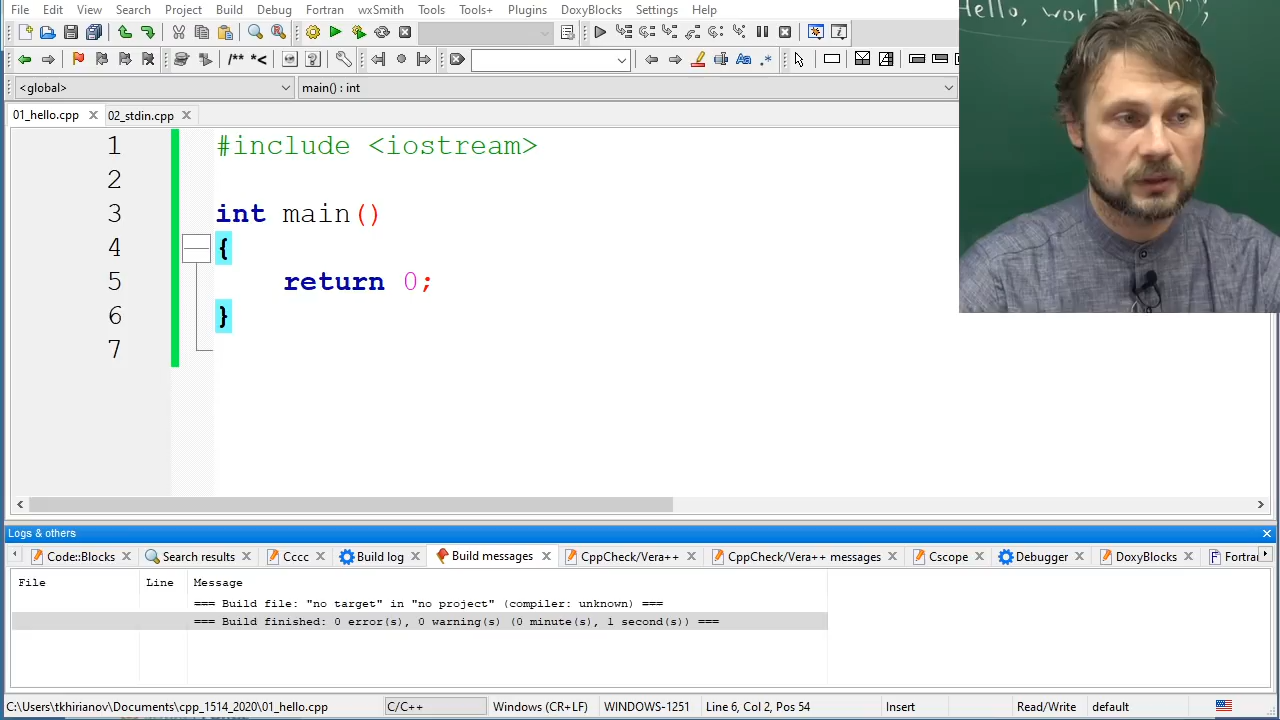 File Edit View Search Project Build Debug Fortran wxSmith Tools Tools+ Plugins DoxyBlocks Settings Help
/** *<
<global> main() : int
01_hello.cpp 02_stdin.cpp
1 #include <iostream>
2
3 int main()
4 {
5 return 0;
6 }
7
Logs & others
Code::Blocks Search results Cccc Build log Build messages CppCheck/Vera++ CppCheck/Vera++ messages Cscope Debugger DoxyBlocks Fortra
File Line Message
=== Build file: "no target" in "no project" (compiler: unknown) ===
=== Build finished: 0 error(s), 0 warning(s) (0 minute(s), 1 second(s)) ===
C:\Users\tkhirianov\Documents\cpp_1514_2020\01_hello.cpp C/C++ Windows (CR+LF) WINDOWS-1251 Line 6, Col 2, Pos 54 Insert Read/Write default